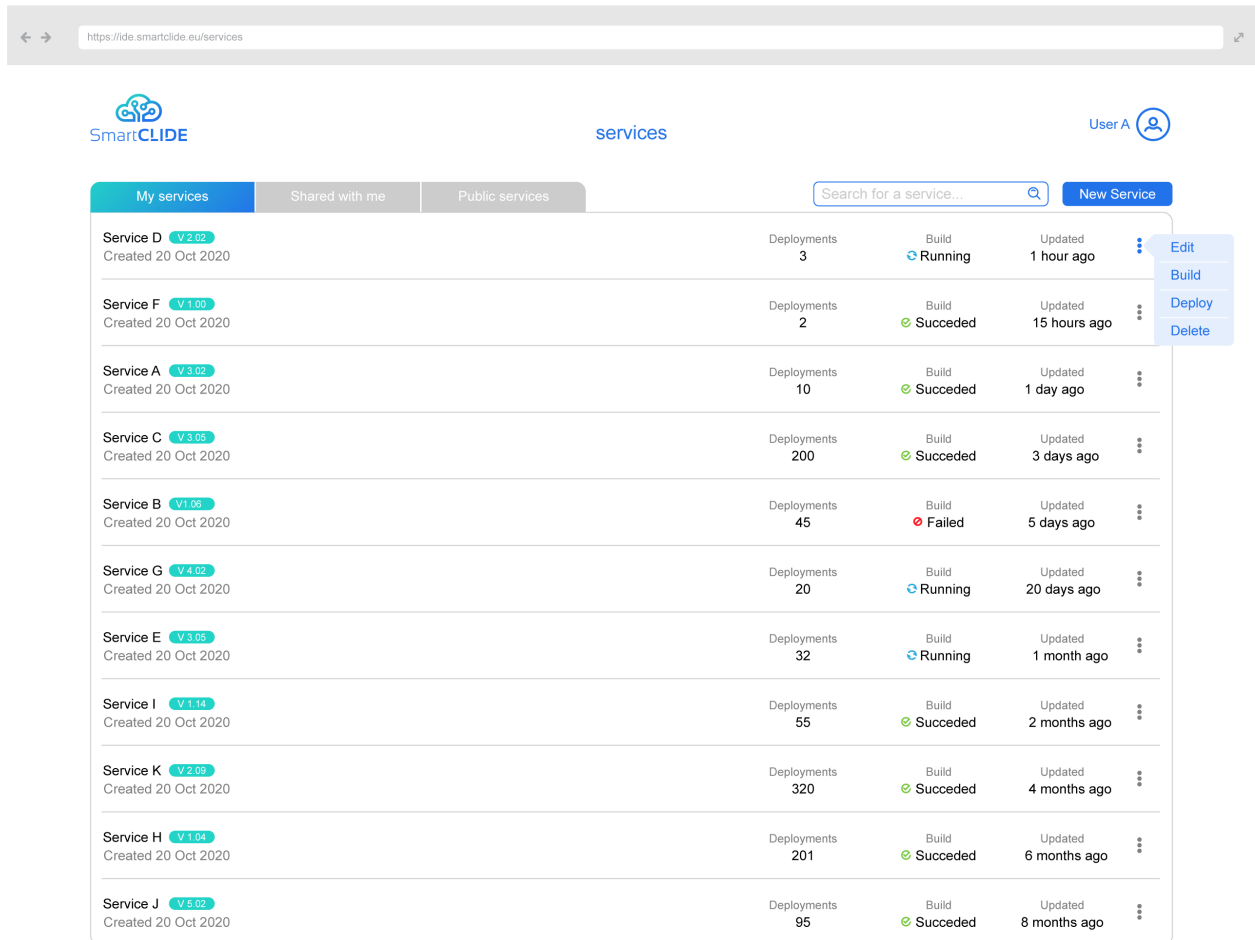 https://ide.smartclide.eu/services
SmartCLIDE
services
User A
My services
Shared with me
Public services
Search for a service...
New Service
Service D V 2.02
Created 20 Oct 2020
Deployments
3
Build
Running
Updated
1 hour ago
Edit
Build
Deploy
Delete
Service F V 1.00
Created 20 Oct 2020
Deployments
2
Build
Succeded
Updated
15 hours ago
Service A V 3.02
Created 20 Oct 2020
Deployments
10
Build
Succeded
Updated
1 day ago
Service C V 3.05
Created 20 Oct 2020
Deployments
200
Build
Succeded
Updated
3 days ago
Service B V1.06
Created 20 Oct 2020
Deployments
45
Build
Failed
Updated
5 days ago
Service G V 4.02
Created 20 Oct 2020
Deployments
20
Build
Running
Updated
20 days ago
Service E V 3.05
Created 20 Oct 2020
Deployments
32
Build
Running
Updated
1 month ago
Service I V 1.14
Created 20 Oct 2020
Deployments
55
Build
Succeded
Updated
2 months ago
Service K V 2.09
Created 20 Oct 2020
Deployments
320
Build
Succeded
Updated
4 months ago
Service H V 1.04
Created 20 Oct 2020
Deployments
201
Build
Succeded
Updated
6 months ago
Service J V 5.02
Created 20 Oct 2020
Deployments
95
Build
Succeded
Updated
8 months ago